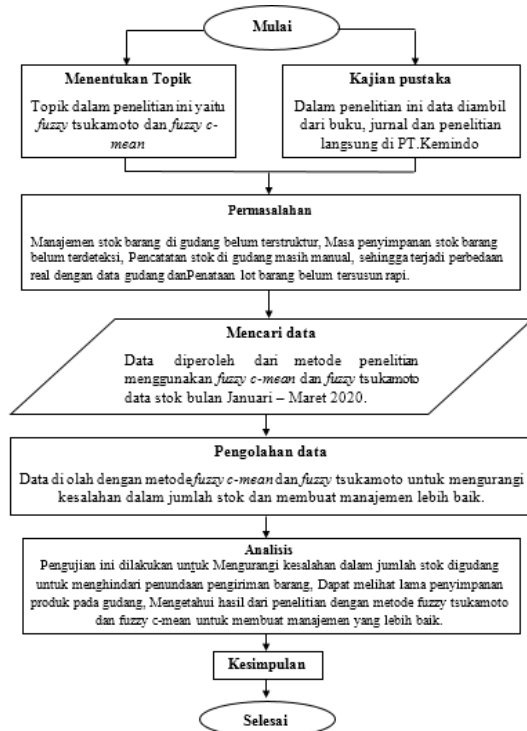 Mulai
Menentukan Topik
Topik dalam penelitian ini yaitu
fuzzy tsukamoto dan fuzzy c-
mean
Kajian pustaka
Dalam penelitian ini data diambil
dari buku, jurnal dan penelitian
langsung di PT.Kemindo
Permasalahan
Manajemen stok barang di gudang belum terstruktur, Masa penyimpanan stok barang
belum terdeteksi, Pencatatan stok di gudang masih manual, sehingga terjadi perbedaan
real dengan data gudang danPenataan lot barang belum tersusun rapi.
Mencari data
Data diperoleh dari metode penelitian
menggunakan fuzzy c-mean dan fuzzy tsukamoto
data stok bulan Januari – Maret 2020.
Pengolahan data
Data di olah dengan metode fuzzy c-mean dan fuzzy tsukamoto untuk mengurangi
kesalahan dalam jumlah stok dan membuat manajemen lebih baik.
Analisis
Pengujian ini dilakukan untuk Mengurangi kesalahan dalam jumlah stok digudang
untuk menghindari penundaan pengiriman barang, Dapat melihat lama penyimpanan
produk pada gudang, Mengetahui hasil dari penelitian dengan metode fuzzy tsukamoto
dan fuzzy c-mean untuk membuat manajemen yang lebih baik.
Kesimpulan
Selesai